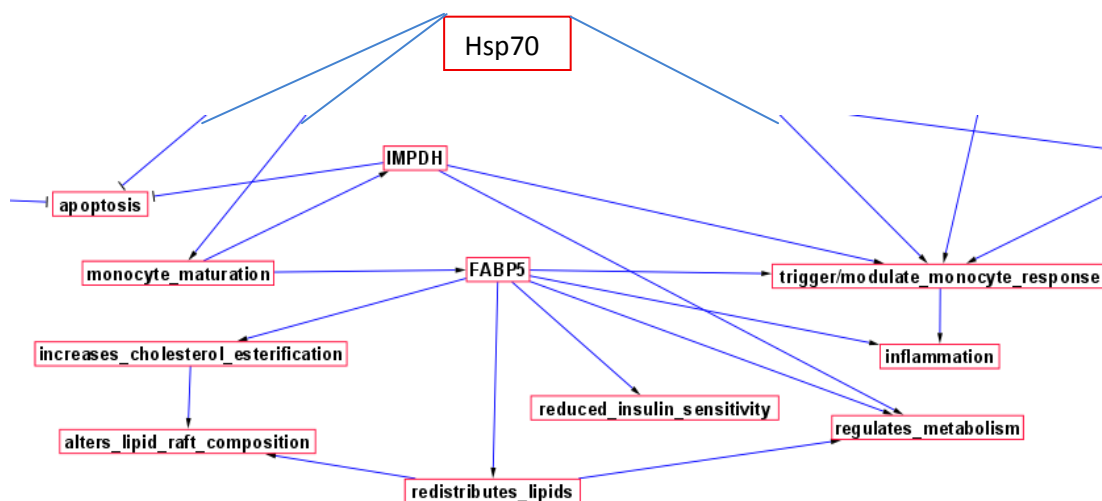 Hsp70
IMPDH
apoptosis
monocyte_maturation
FABP5
trigger/modulate_monocyte_response
increases_cholesterol_esterification
inflammation
reduced_insulin_sensitivity
regulates_metabolism
alters_lipid_raft_composition
redistributes_lipids